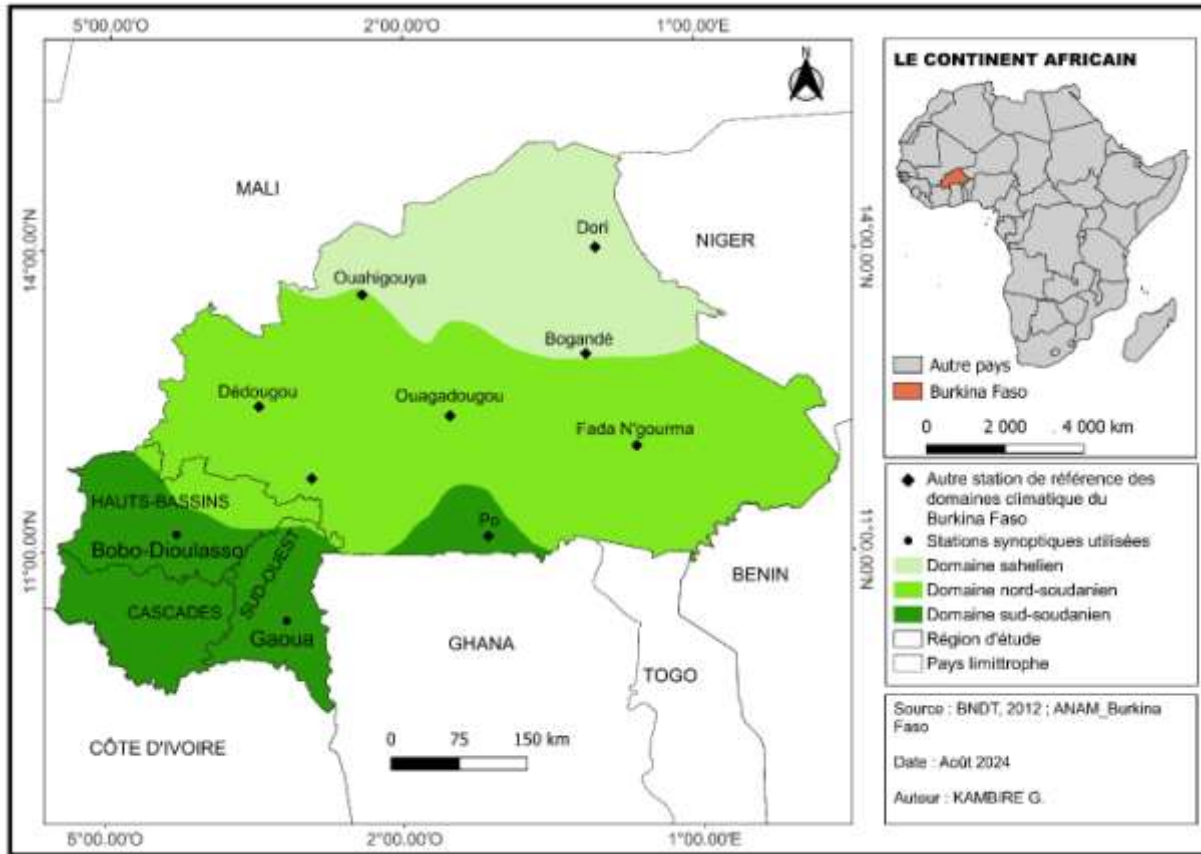 5°00.00'O
2°00.00'O
1°00.00'E
N
MALI
NIGER
14°00.00'N
14°00.00'N
Dori
Ouahigouya
Bogandé
Dédougou
Ouagadougou
Fada N'gourma
HAUTS-BASSINS
Bobo-Dioulasso
SUD-OUEST
Po
11°00.00'N
11°00.00'N
CASCADES
Gaoua
BENIN
GHANA
TOGO
CÔTE D'IVOIRE
0 75 150 km
5°00.00'O
2°00.00'O
1°00.00'E
LE CONTINENT AFRICAIN
Autre pays
Burkina Faso
0 2 000 4 000 km
Autre station de référence des
domaines climatique du
Burkina Faso
Stations synoptiques utilisées
Domaine sahelien
Domaine nord-soudanien
Domaine sud-soudanien
Région d'étude
Pays limittrophe
Source : BNDT, 2012 ; ANAM_Burkina
Faso
Date : Août 2024
Auteur : KAMBIRE G.